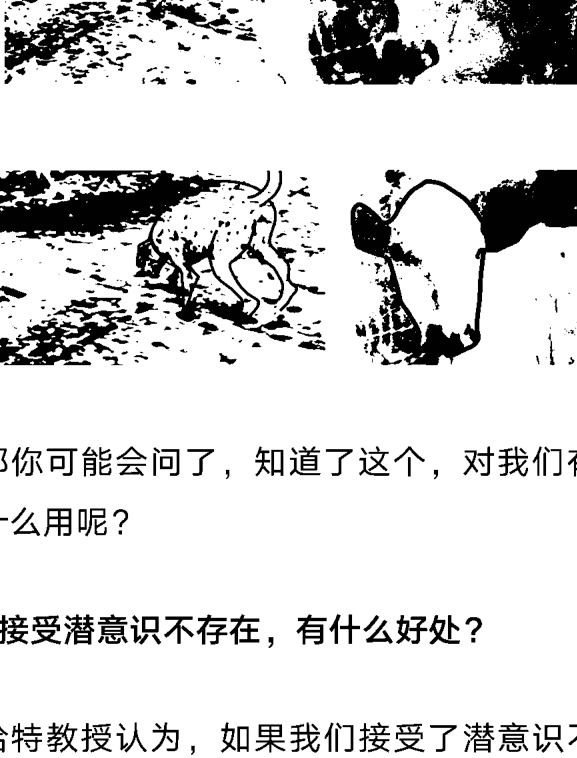 你可能会问了，知道了这个，对我们
么用呢？
接受潜意识不存在，有什么好处？
特教授认为，如果我们接受了潜意识